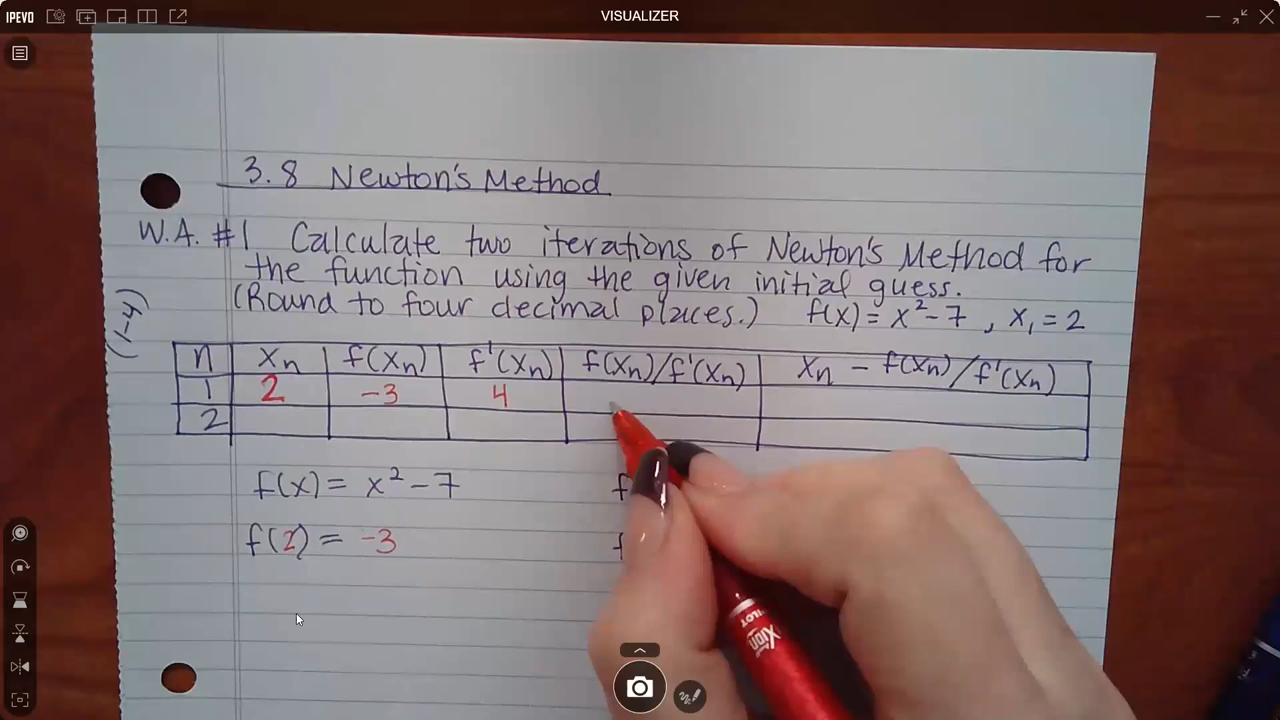 IPEVO
VISUALIZER
3.8 Newton's Method
W.A. #1 Calculate two iterations of Newton's Method for
the function using the given initial guess.
(Round to four decimal places.) f(x) = x²-7 , x₁ = 2
(1-4)
n xₙ f(xₙ) f'(xₙ) f(xₙ)/f'(xₙ) xₙ - f(xₙ)/f'(xₙ)
1 2 -3 4
2
f(x) = x²-7 f
f(2) = -3 f
PILOT
Xion